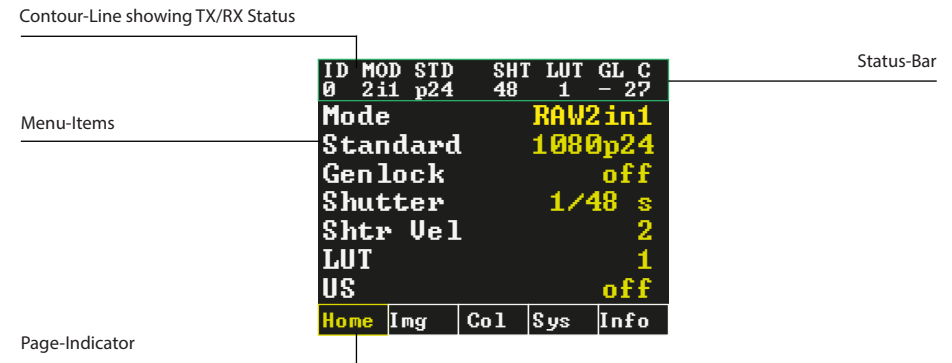 Contour-Line showing TX/RX Status
Status-Bar
ID MOD STD SHT LUT GL C
0 2i1 p24 48 1 - 27
Menu-Items
Mode RAW2in1
Standard 1080p24
Genlock off
Shutter 1/48 s
Shtr Vel 2
LUT 1
US off
Home Img Col Sys Info
Page-Indicator